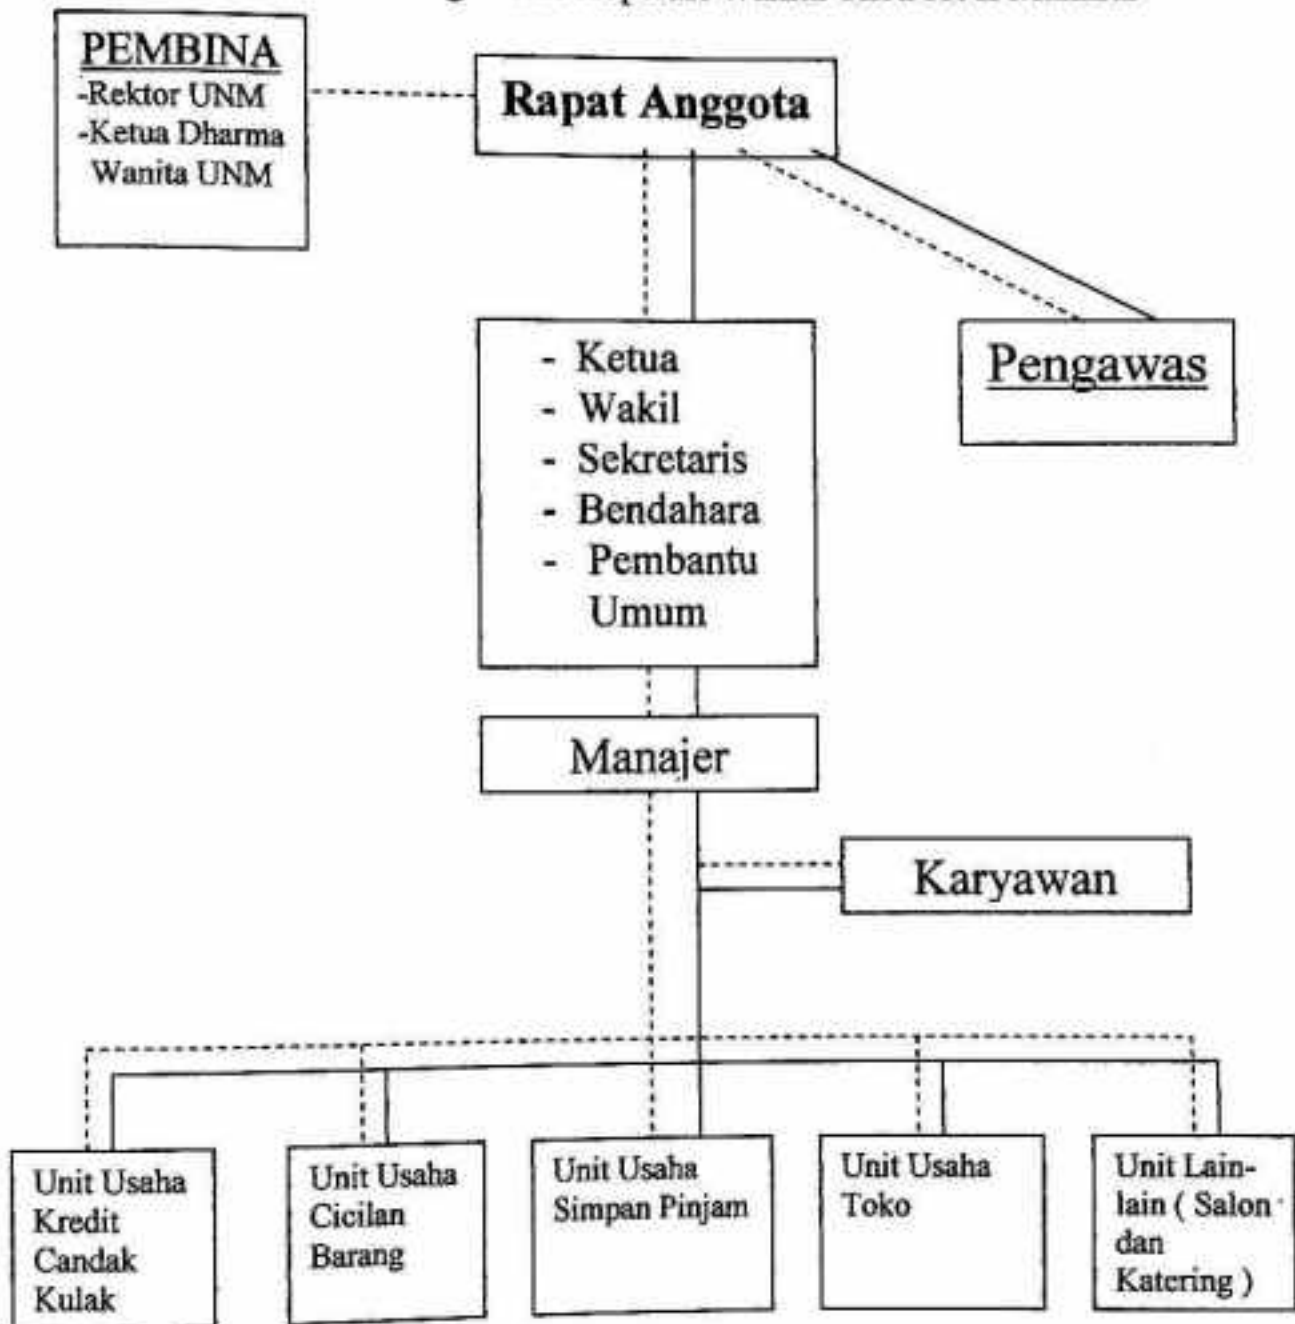 PEMBINA
-Rektor UNM
-Ketua Dharma
Wanita UNM
Rapat Anggota
- Ketua
- Wakil
- Sekretaris
- Bendahara
- Pembantu
Umum
Pengawas
Manajer
Karyawan
Unit Usaha
Kredit
Candak
Kulak
Unit Usaha
Cicilan
Barang
Unit Usaha
Simpan Pinjam
Unit Usaha
Toko
Unit Lain-
lain ( Salon
dan
Katering )